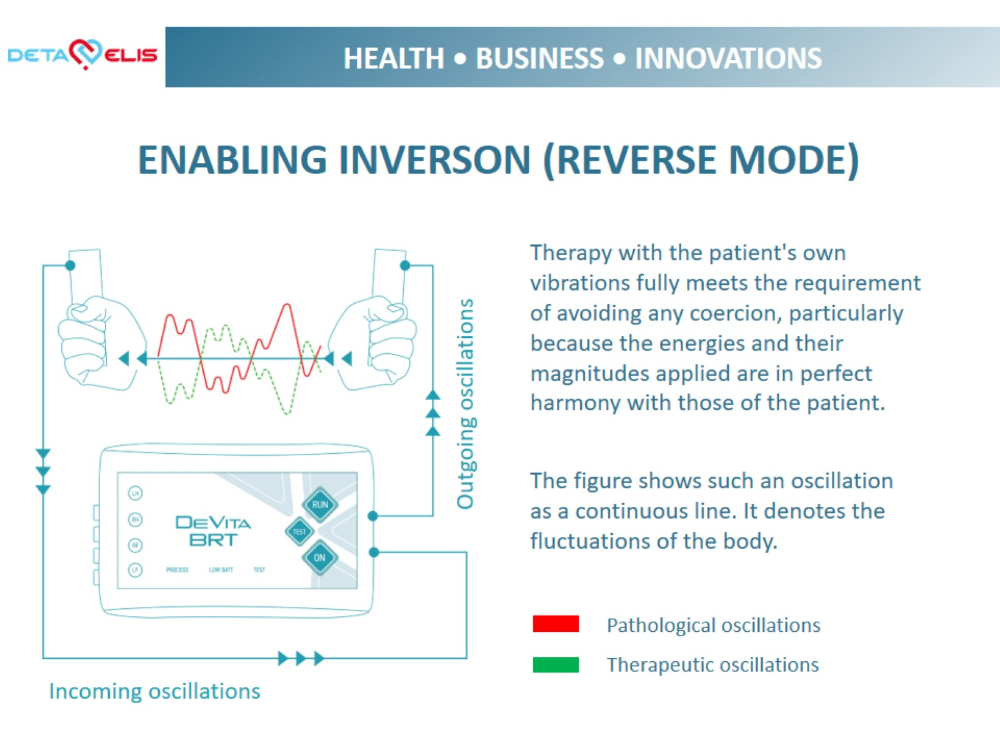 DETA ELIS
HEALTH • BUSINESS • INNOVATIONS
ENABLING INVERSON (REVERSE MODE)
Outgoing oscillations
LH
RH
RF
LF
DEVITA
BRT
RUN
TEST
ON
PROCESS LOW BATT TEST
Incoming oscillations
Therapy with the patient's own
vibrations fully meets the requirement
of avoiding any coercion, particularly
because the energies and their
magnitudes applied are in perfect
harmony with those of the patient.
The figure shows such an oscillation
as a continuous line. It denotes the
fluctuations of the body.
Pathological oscillations
Therapeutic oscillations